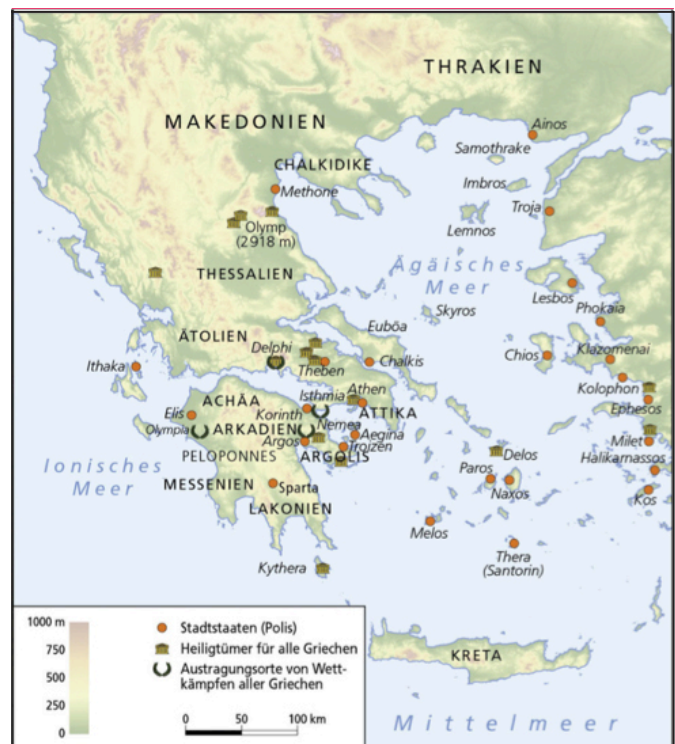 THRAKIEN
MAKEDONIEN
Ainos
Samothrake
CHALKIDIKE
Imbros
Methone
Troja
Lemnos
Olymp
(2918 m)
Ägäisches
Meer
THESSALIEN
Lesbos
Skyros
Phokaia
Euböa
ÄTOLIEN
Delphi
Chios
Klazomenai
Ithaka
Theben
Chalkis
Kolophon
Isthmia
Athen
ACHÄA
Ephesos
Elis
Korinth
ATTIKA
Olympia
ARKADIEN
Nemea
Aegina
Argos
Troizen
Milet
Delos
Ionisches
Meer
PELOPONNES
ARGOLIS
Halikarnassos
Paros
MESSENIEN
Sparta
Naxos
Kos
LAKONIEN
Melos
Thera
(Santorin)
Kythera
KRETA
Mittelmeer
1000 m
750
500
250
0
Stadtstaaten (Polis)
Heiligtümer für alle Griechen
Austragungsorte von Wett-
kämpfen aller Griechen
0 50 100 km